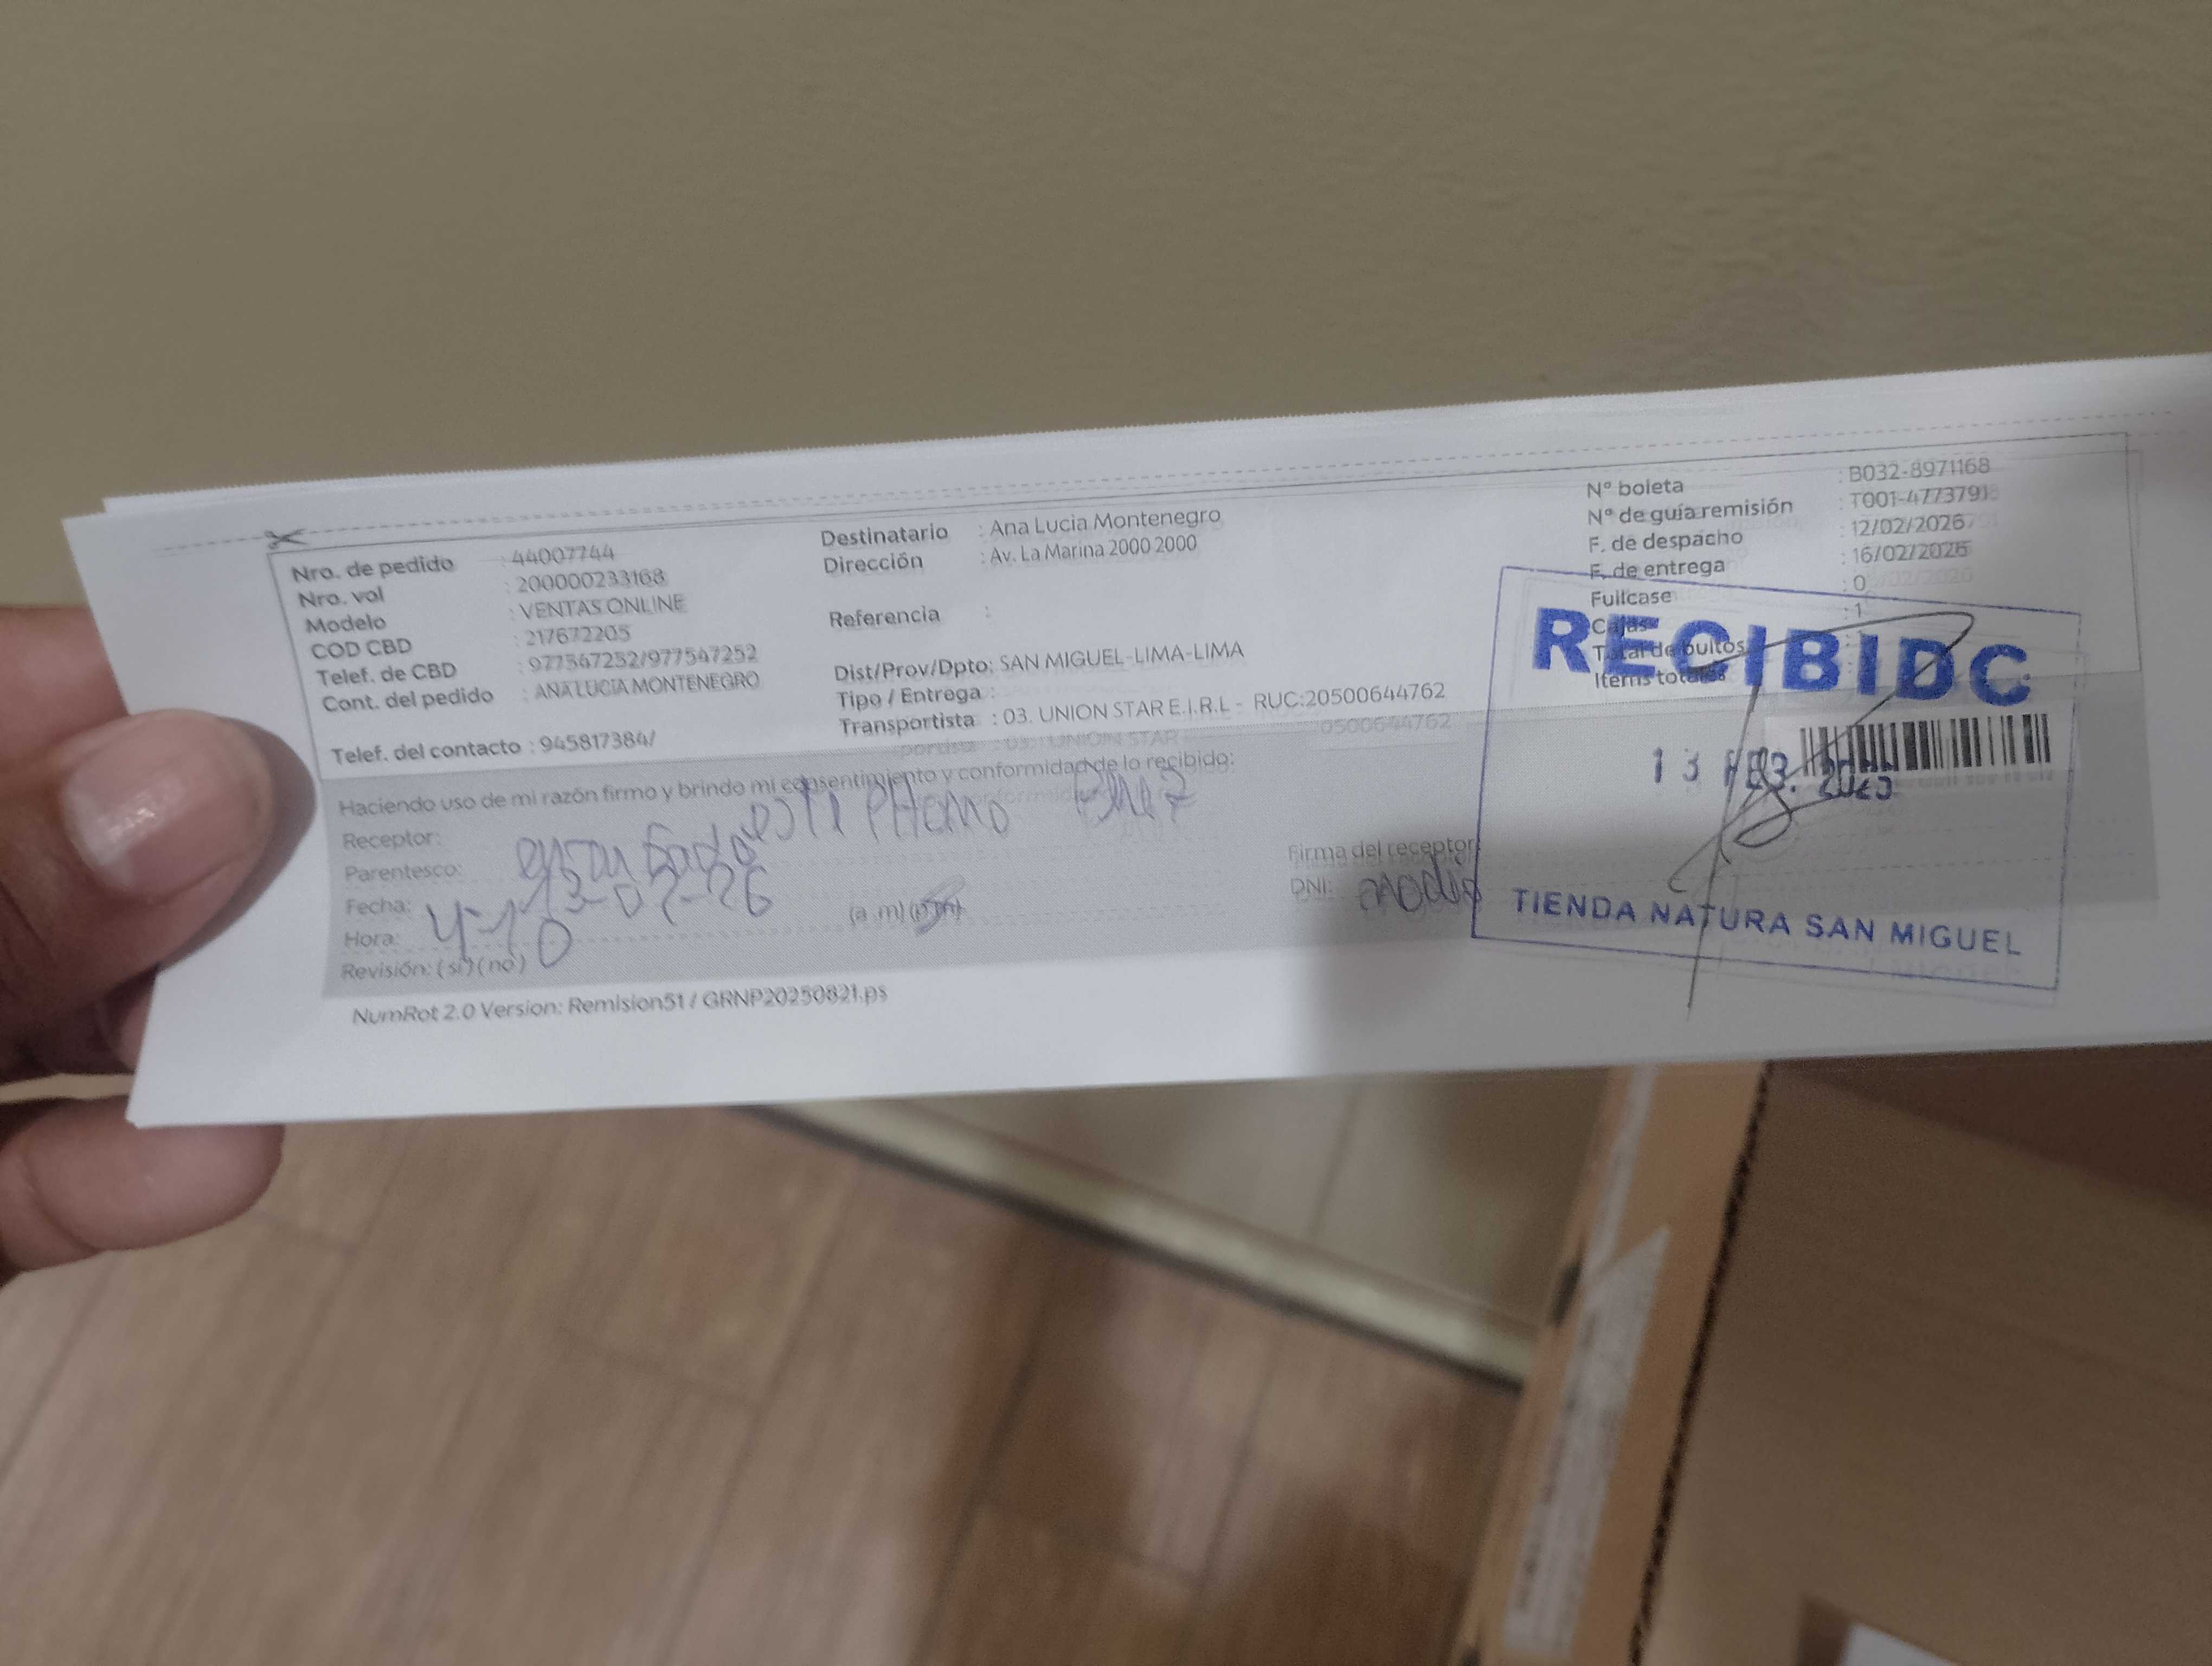 Nro. de pedido : 44007744
Nro. vol : 200000233168
Modelo : VENTAS ONLINE
COD CBD : 217672205
Telef. de CBD : 977567252/977547252
Cont. del pedido : ANA LUCIA MONTENEGRO
Telef. del contacto : 945817384/
Destinatario : Ana Lucia Montenegro
Dirección : Av. La Marina 2000 2000
Referencia :
Dist/Prov/Dpto: SAN MIGUEL-LIMA-LIMA
Tipo / Entrega :
Transportista : 03. UNION STAR E.I.R.L - RUC:20500644762
Nº boleta : B032-8971168
Nº de guía remisión : T001-4773791
F. de despacho : 12/02/2026
F. de entrega : 16/02/2026
Fullcase : 0
Cajas : 1
Total de bultos
Items totales
RECIBIDO
13 FEB.
TIENDA NATURA SAN MIGUEL
Haciendo uso de mi razón firmo y brindo mi consentimiento y conformidad de lo recibido:
Receptor:
Parentesco:
Fecha: 13-02-26
Hora: 4-10 (a.m) (p.m)
Revisión: (si) (no)
Firma del receptor:
DNI:
NumRot 2.0 Version: Remision51 / GRNP20250821.ps